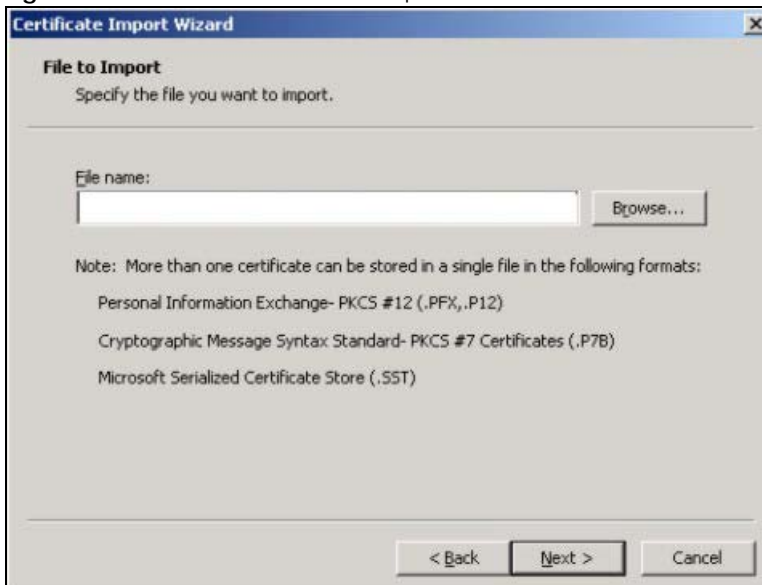 Certificate Import Wizard
File to Import
Specify the file you want to import.
File name:
Browse...
Note: More than one certificate can be stored in a single file in the following formats:
Personal Information Exchange- PKCS #12 (.PFX,.P12)
Cryptographic Message Syntax Standard- PKCS #7 Certificates (.P7B)
Microsoft Serialized Certificate Store (.SST)
< Back Next > Cancel